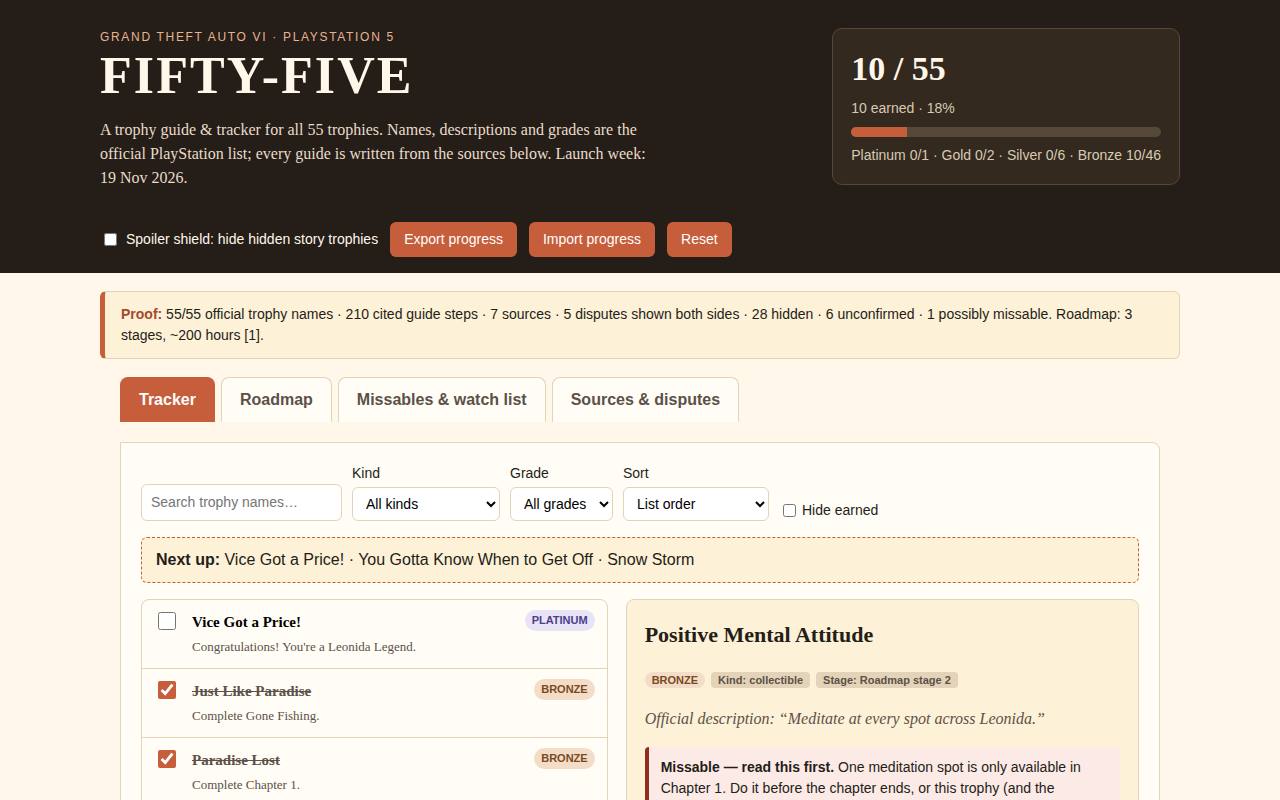 GRAND THEFT AUTO VI · PLAYSTATION 5
FIFTY-FIVE
A trophy guide & tracker for all 55 trophies. Names, descriptions and grades are the
official PlayStation list; every guide is written from the sources below. Launch week:
19 Nov 2026.
10 / 55
10 earned · 18%
Platinum 0/1 · Gold 0/2 · Silver 0/6 · Bronze 10/46
Spoiler shield: hide hidden story trophies
Export progress
Import progress
Reset
Proof: 55/55 official trophy names · 210 cited guide steps · 7 sources · 5 disputes shown both sides · 28 hidden · 6 unconfirmed · 1 possibly missable. Roadmap: 3
stages, ~200 hours [1].
Tracker
Roadmap
Missables & watch list
Sources & disputes
Kind
Grade
Sort
Search trophy names…
All kinds
All grades
List order
Hide earned
Next up: Vice Got a Price! · You Gotta Know When to Get Off · Snow Storm
Vice Got a Price!
PLATINUM
Congratulations! You're a Leonida Legend.
Just Like Paradise
BRONZE
Complete Gone Fishing.
Paradise Lost
BRONZE
Complete Chapter 1.
Positive Mental Attitude
BRONZE
Kind: collectible
Stage: Roadmap stage 2
Official description: “Meditate at every spot across Leonida.”
Missable — read this first. One meditation spot is only available in
Chapter 1. Do it before the chapter ends, or this trophy (and the